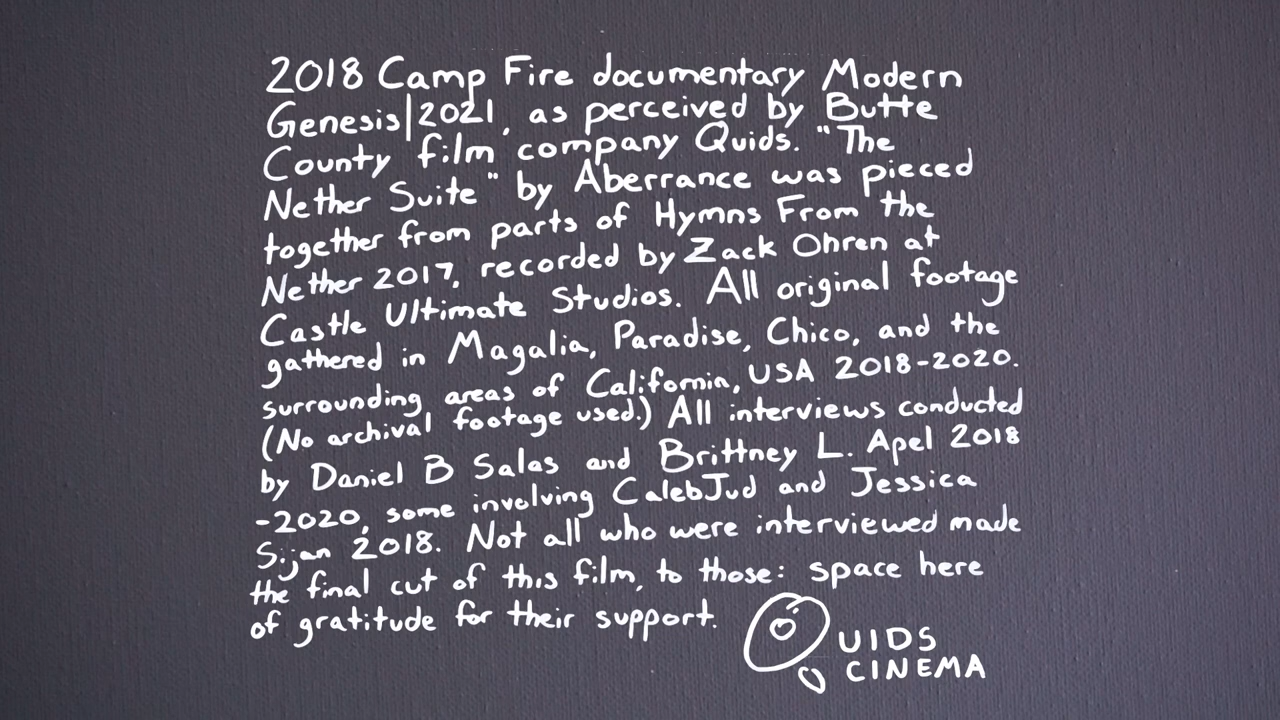 2018 Camp Fire documentary Modern
Genesis|2021, as perceived by Butte
County film company Quids. "The
Nether Suite" by Aberrance was pieced
together from parts of Hymns From the
Nether 2017, recorded by Zack Ohren at
Castle Ultimate Studios. All original footage
gathered in Magalia, Paradise, Chico, and the
surrounding areas of California, USA 2018-2020.
(No archival footage used.) All interviews conducted
by Daniel B Salas and Brittney L. Apel 2018
-2020, some involving CalebJud and Jessica
Sijan 2018. Not all who were interviewed made
the final cut of this film, to those: space here
of gratitude for their support.
QUIDS
CINEMA